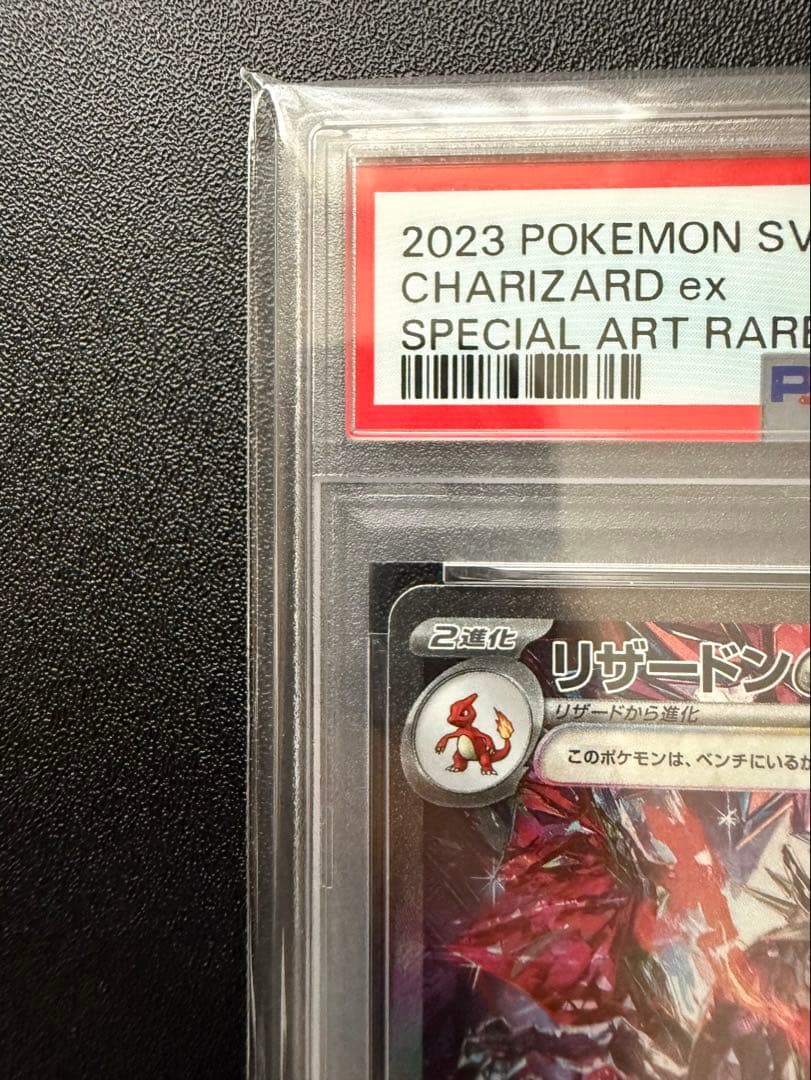 2023 POKEMON SV
CHARIZARD ex
SPECIAL ART RARE
P
2進化
リザードン
リザードから進化
このポケモンは、ベンチにいるか